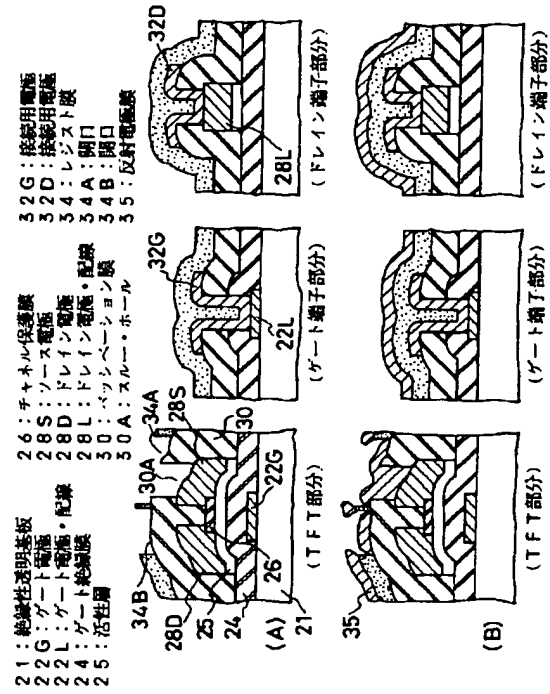 21：絶縁性透明基板
22G：ゲート電極
22L：ゲート電極・配線
24：ゲート絶縁膜
25：活性層
26：チャネル保護膜
28S：ソース電極
28D：ドレイン電極
28L：ドレイン電極・配線
30：パッシベーション膜
30A：スルー・ホール
32G：接続用電極
32D：接続用電極
34：レジスト膜
34A：開口
34B：開口
35：反射電極膜
34B
28D
25
24
(A)
21
26
30A
34A
28S
30
22G
(TFT部分)
32G
22L
(ゲート端子部分)
32D
28L
(ドレイン端子部分)
35
(B)
(TFT部分)
(ゲート端子部分)
(ドレイン端子部分)